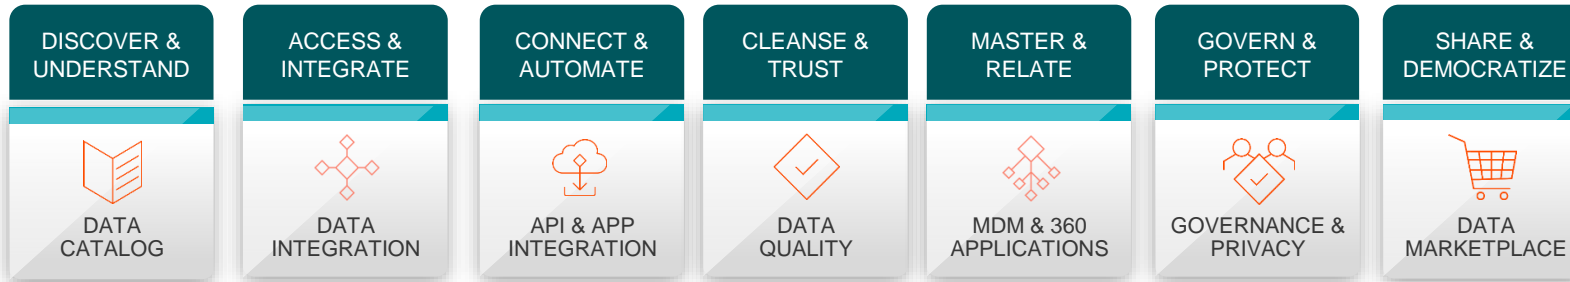 DISCOVER &
UNDERSTAND
DATA
CATALOG
ACCESS &
INTEGRATE
DATA
INTEGRATION
CONNECT &
AUTOMATE
API & APP
INTEGRATION
CLEANSE &
TRUST
DATA
QUALITY
MASTER &
RELATE
MDM & 360
APPLICATIONS
GOVERN &
PROTECT
GOVERNANCE &
PRIVACY
SHARE &
DEMOCRATIZE
DATA
MARKETPLACE